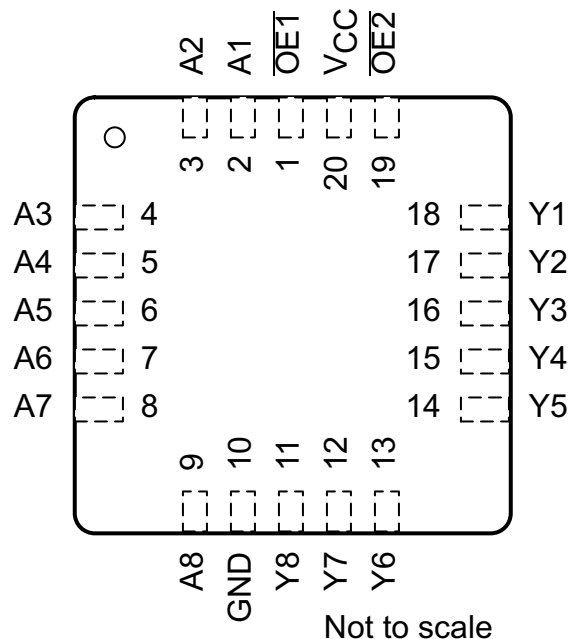 A2 A1 O̅E̅1̅ VCC O̅E̅2̅
3 2 1 20 19
A3 4 18 Y1
A4 5 17 Y2
A5 6 16 Y3
A6 7 15 Y4
A7 8 14 Y5
9 10 11 12 13
A8 GND Y8 Y7 Y6
Not to scale